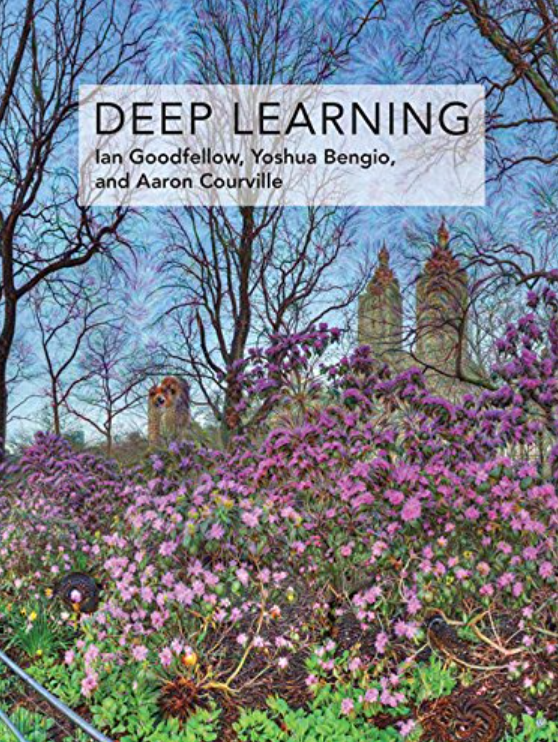 DEEP LEARNING
Ian Goodfellow, Yoshua Bengio,
and Aaron Courville